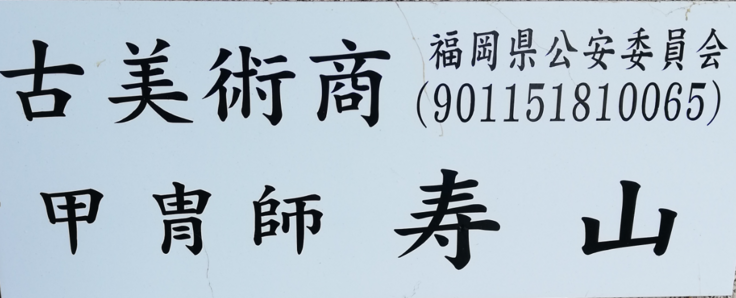 古美術商 福岡県公安委員会
(901151810065)
甲冑師 寿山